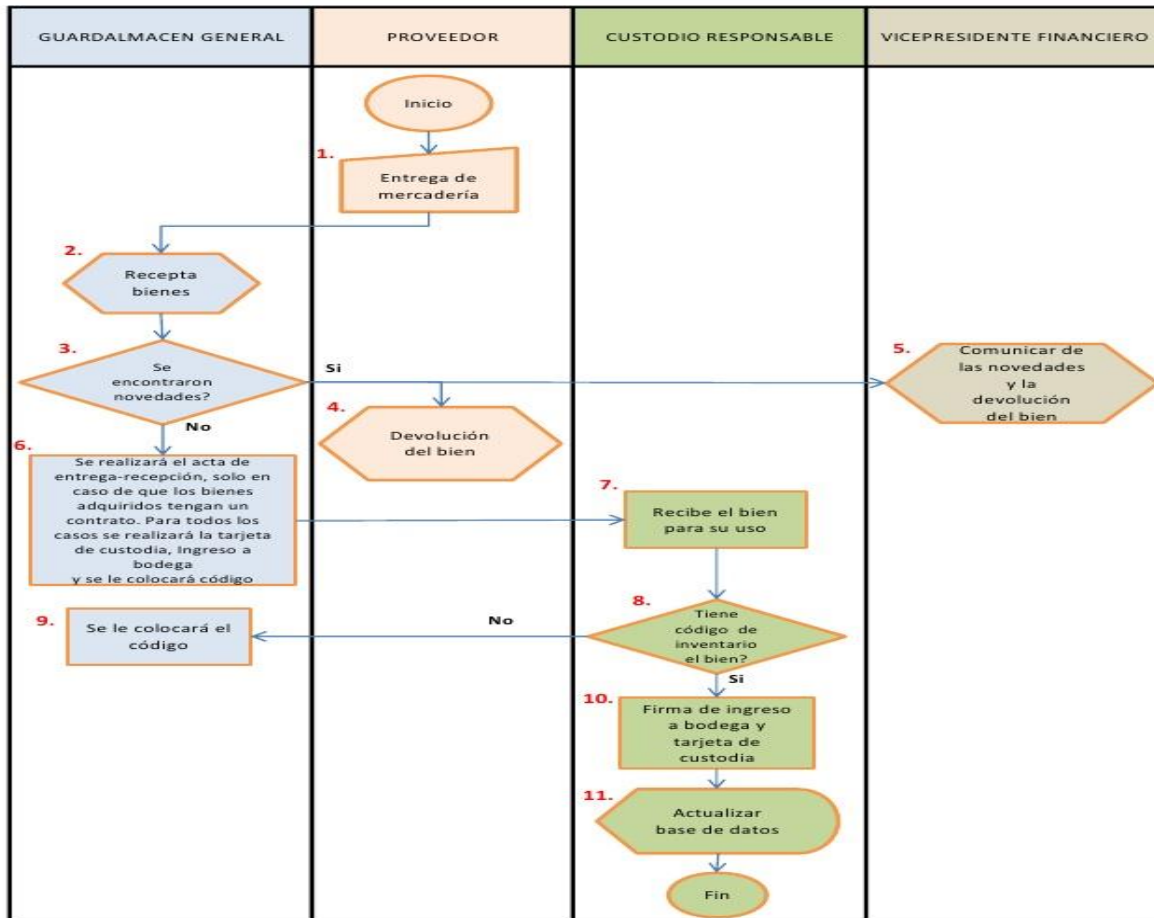 GUARDALMACEN GENERAL
PROVEEDOR
CUSTODIO RESPONSABLE
VICEPRESIDENTE FINANCIERO
Inicio
1.
Entrega de
mercadería
2.
Recepta
bienes
3.
Se
encontraron
novedades?
Si
No
4.
Devolución
del bien
5.
Comunicar de
las novedades
y la
devolución
del bien
6.
Se realizará el acta de
entrega-recepción, solo en
caso de que los bienes
adquiridos tengan un
contrato. Para todos los
casos se realizará la tarjeta
de custodia, Ingreso a
bodega
y se le colocará código
7.
Recibe el bien
para su uso
8.
Tiene
código de
inventario
el bien?
No
Si
9.
Se le colocará el
código
10.
Firma de ingreso
a bodega y
tarjeta de
custodia
11.
Actualizar
base de datos
Fin